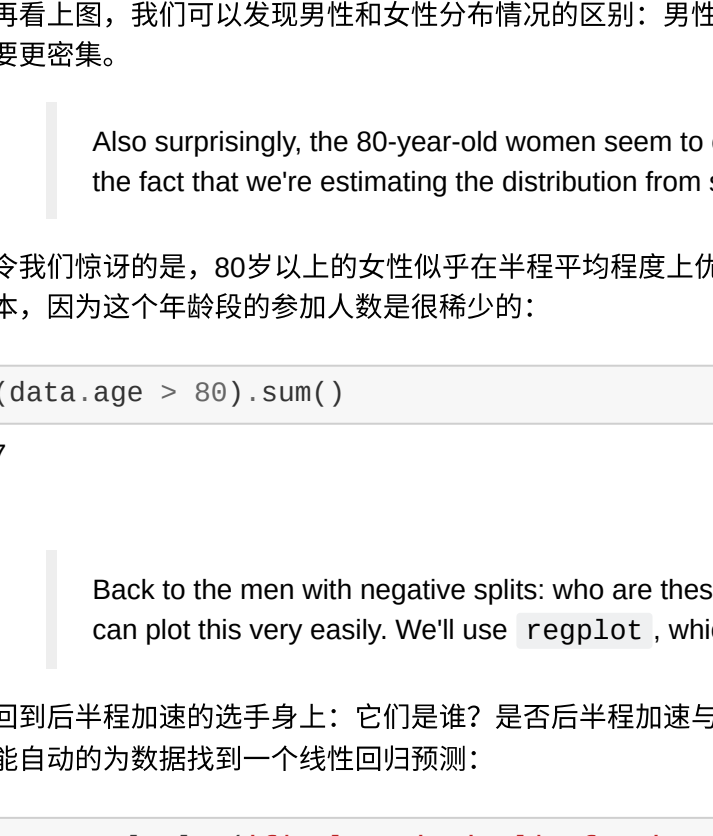 再看上图，我们可以发现男性和女性分布情况的区别：男性
要更密集。
Also surprisingly, the 80-year-old women seem to
the fact that we're estimating the distribution from
令我们惊讶的是，80岁以上的女性似乎在半程平均程度上优
本，因为这个年龄段的参加人数是很稀少的：
(data.age > 80).sum()
7
Back to the men with negative splits: who are thes
can plot this very easily. We'll use regplot, whi
回到后半程加速的选手身上：它们是谁？是否后半程加速与
能自动的为数据找到一个线性回归预测：